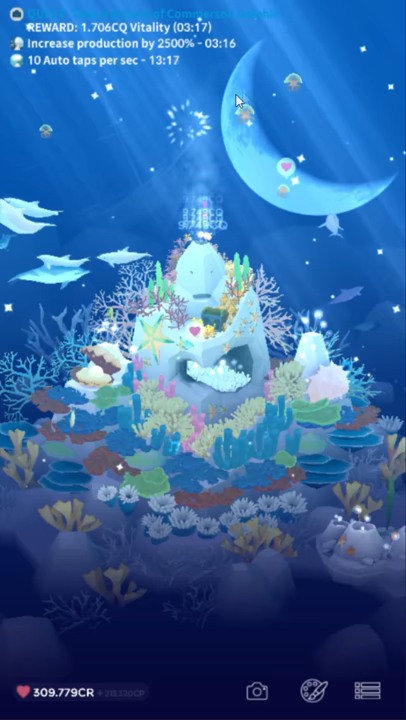 REWARD: 1.706CQ Vitality (03:17)
Increase production by 2500% - 03:16
10 Auto taps per sec - 13:17
309.779CR